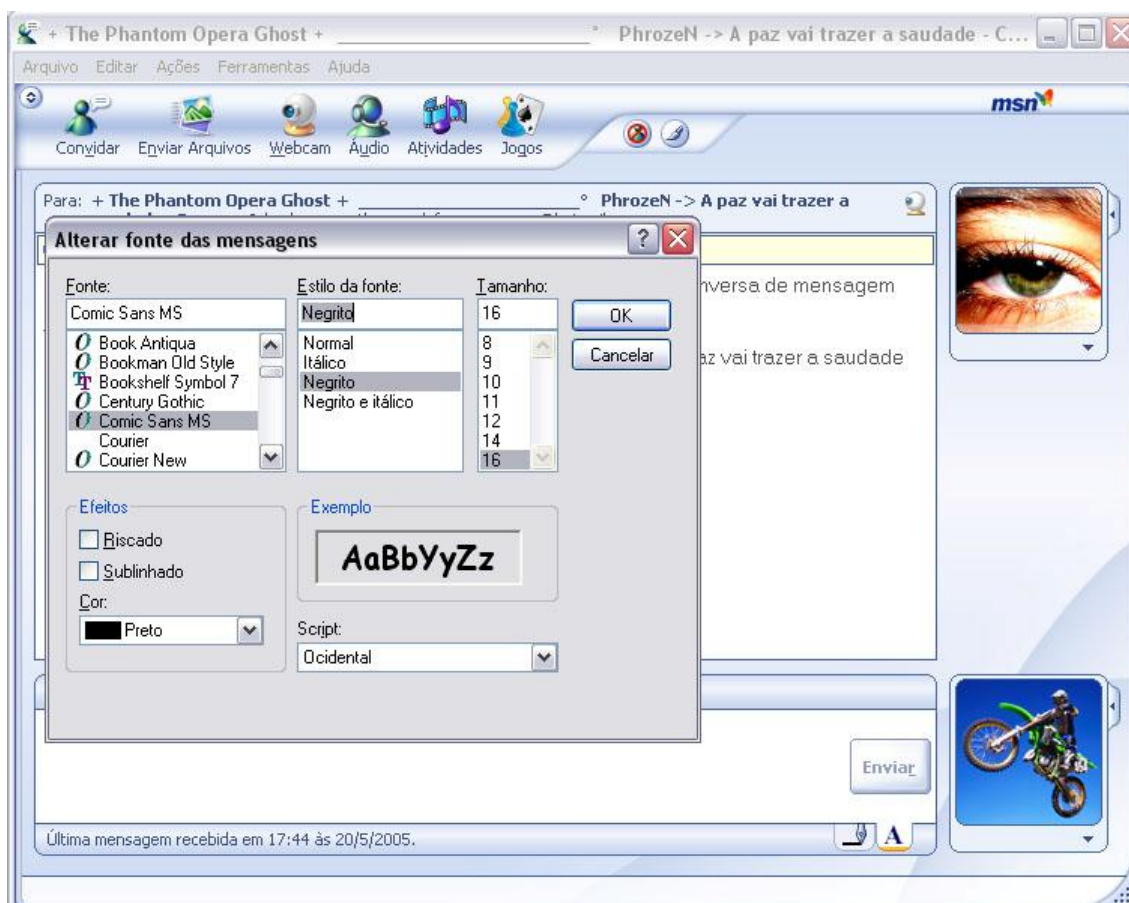 + The Phantom Opera Ghost + ______________________° PhrozeN -> A paz vai trazer a saudade - C...
Arquivo Editar Ações Ferramentas Ajuda
msn
Convidar Enviar Arquivos Webcam Áudio Atividades Jogos
Para: + The Phantom Opera Ghost + ______________________° PhrozeN -> A paz vai trazer a
Alterar fonte das mensagens
nversa de mensagem
az vai trazer a saudade
Fonte: Estilo da fonte: Tamanho:
Comic Sans MS Negrito 16 OK
Book Antiqua Normal 8 Cancelar
Bookman Old Style Itálico 9
Bookshelf Symbol 7 Negrito 10
Century Gothic Negrito e itálico 11
Comic Sans MS 12
Courier 14
Courier New 16
Efeitos Exemplo
Riscado
Sublinhado
AaBbYyZz
Cor:
Preto
Script:
Ocidental
Enviar
Última mensagem recebida em 17:44 às 20/5/2005.
A